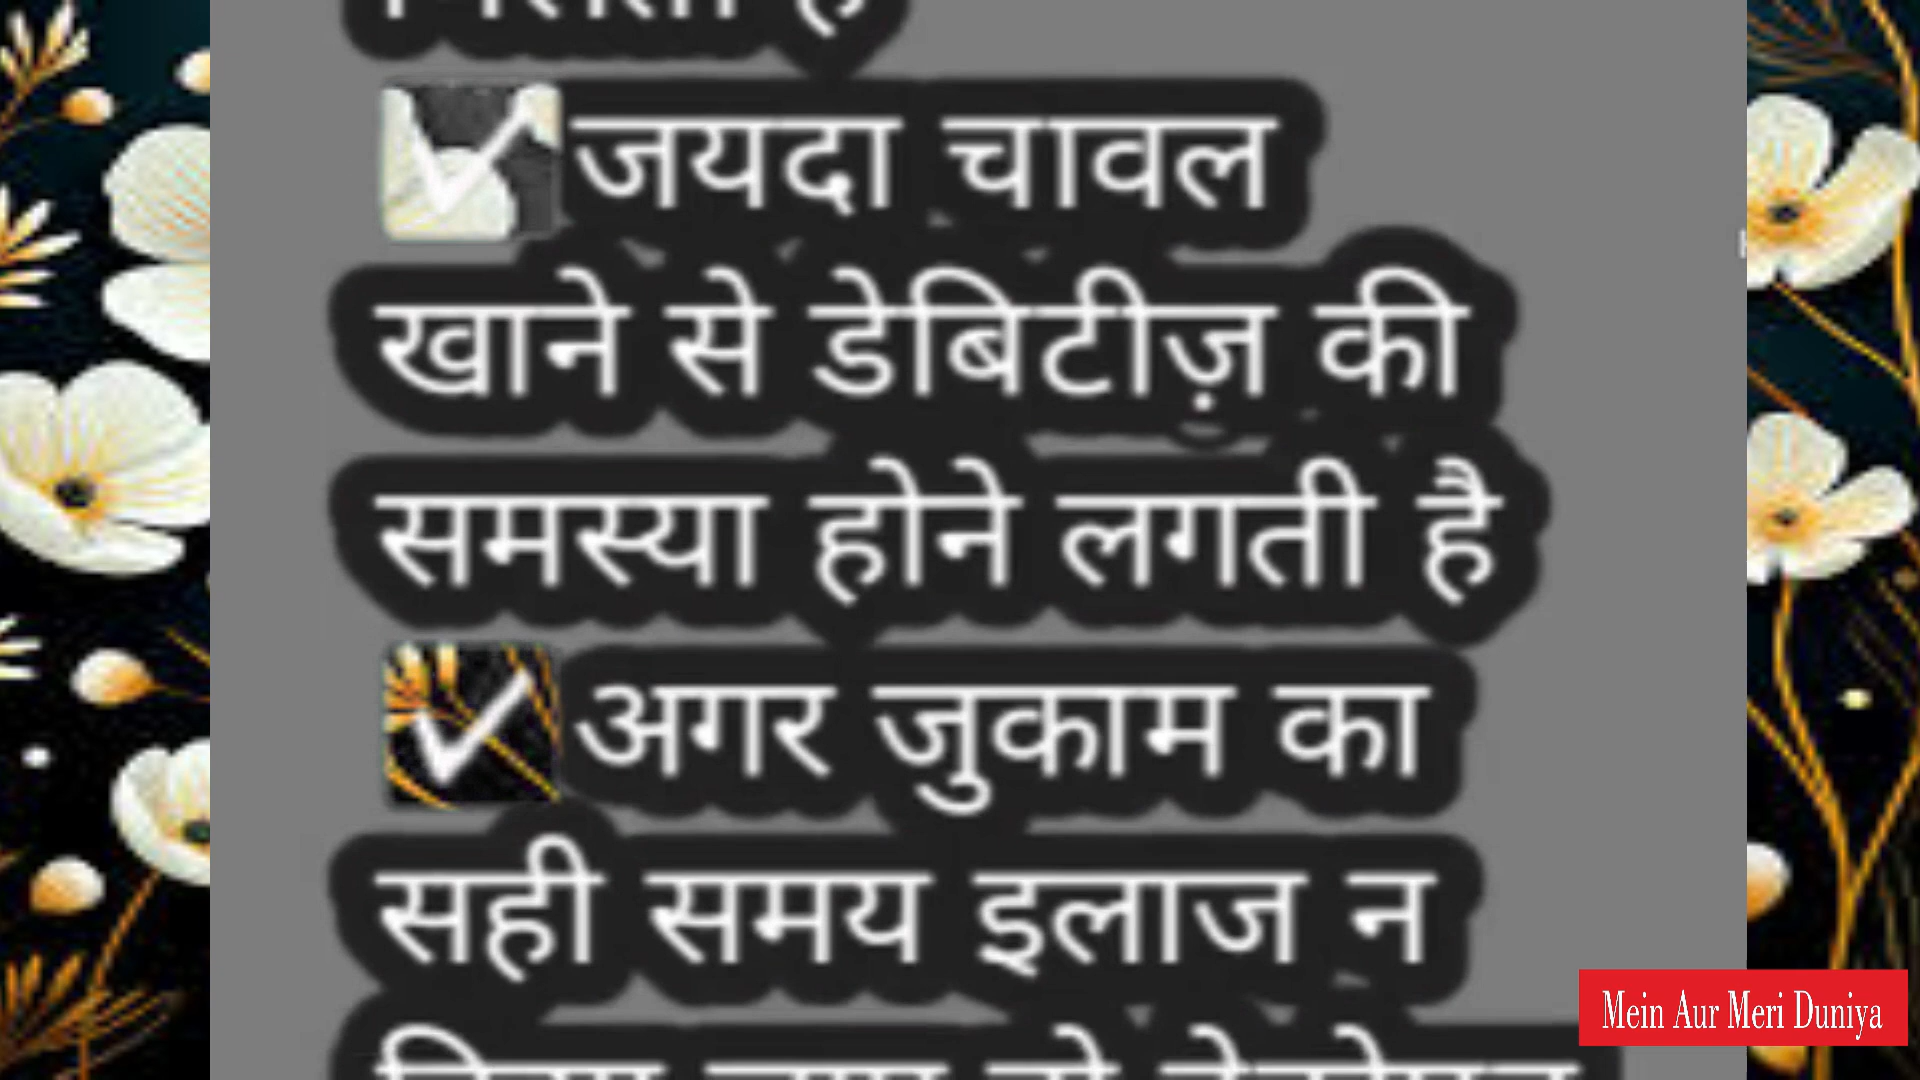 जयदा चावल
खाने से डेबिटीज़ की
समस्या होने लगती है
अगर जुकाम का
सही समय इलाज न
Mein Aur Meri Duniya